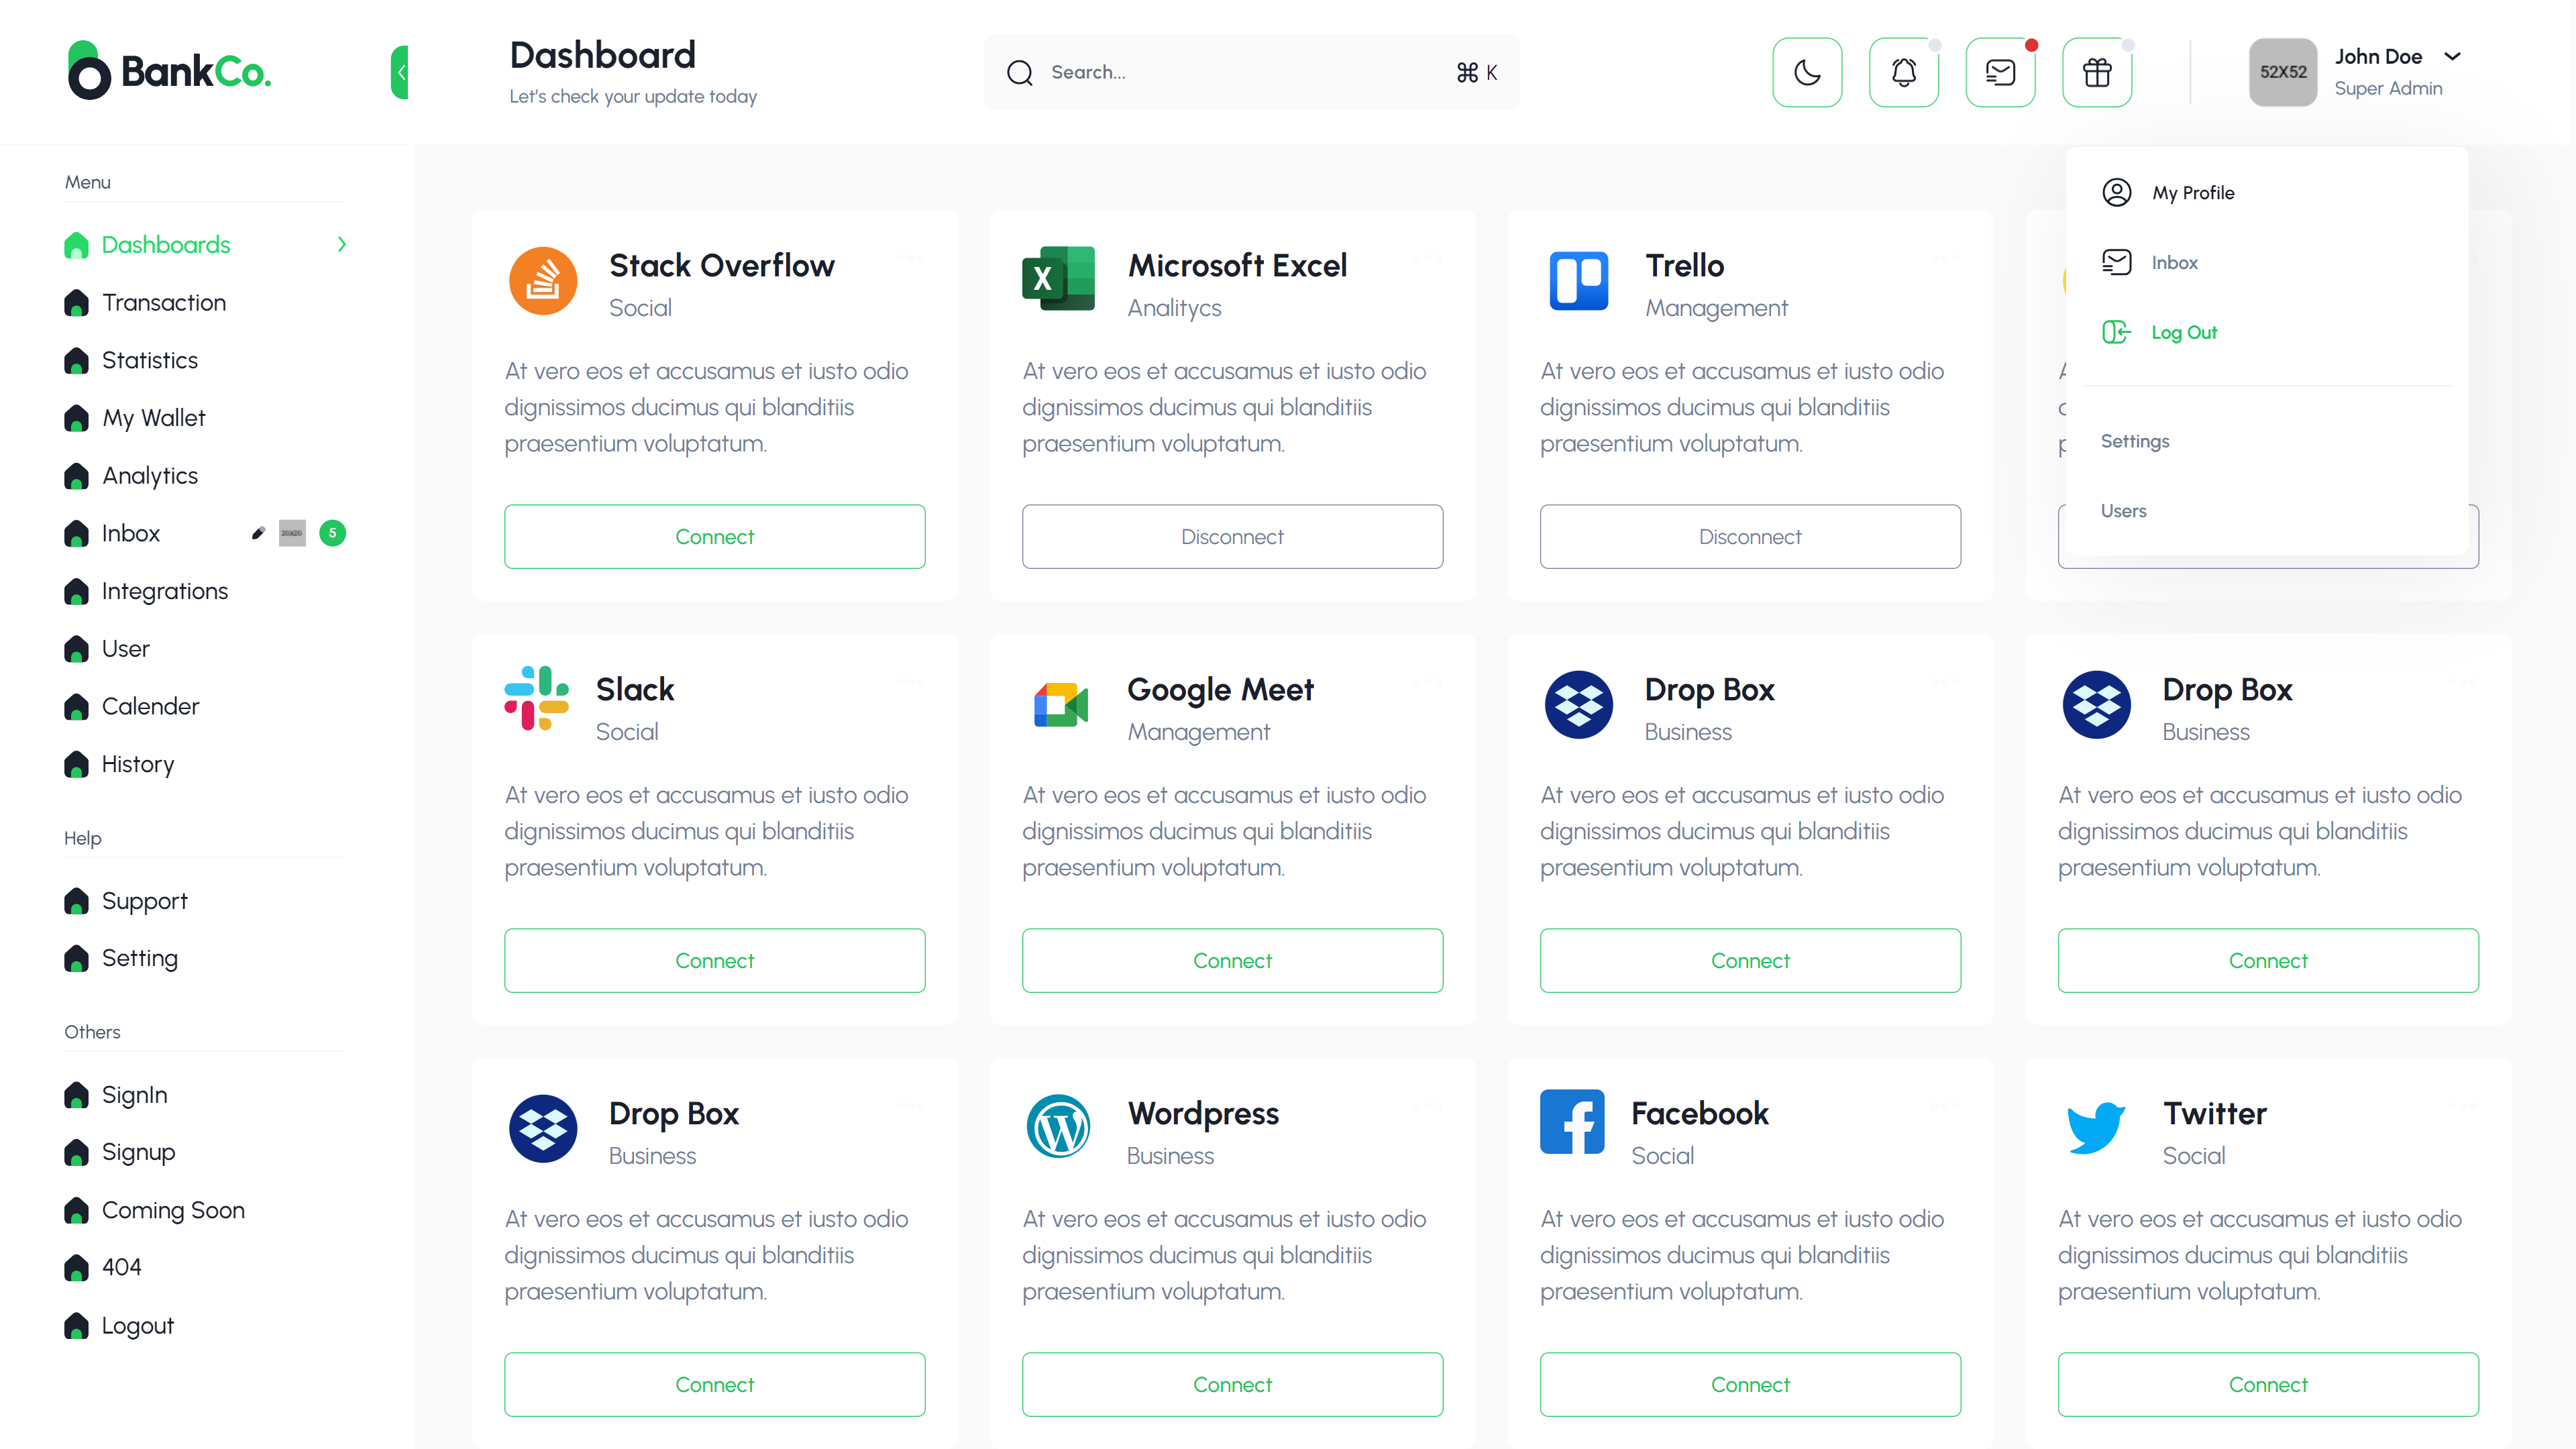 BankCo.
Dashboard
Let's check your update today
Search...
⌘ K
52X52
John Doe
Super Admin
Menu
Dashboards
Transaction
Statistics
My Wallet
Analytics
Inbox
5
Integrations
User
Calender
History
Help
Support
Setting
Others
SignIn
Signup
Coming Soon
404
Logout
My Profile
Inbox
Log Out
Settings
Users
Stack Overflow
Social
At vero eos et accusamus et iusto odio
dignissimos ducimus qui blanditiis
praesentium voluptatum.
Connect
Microsoft Excel
Analitycs
At vero eos et accusamus et iusto odio
dignissimos ducimus qui blanditiis
praesentium voluptatum.
Disconnect
Trello
Management
At vero eos et accusamus et iusto odio
dignissimos ducimus qui blanditiis
praesentium voluptatum.
Disconnect
Slack
Social
At vero eos et accusamus et iusto odio
dignissimos ducimus qui blanditiis
praesentium voluptatum.
Connect
Google Meet
Management
At vero eos et accusamus et iusto odio
dignissimos ducimus qui blanditiis
praesentium voluptatum.
Connect
Drop Box
Business
At vero eos et accusamus et iusto odio
dignissimos ducimus qui blanditiis
praesentium voluptatum.
Connect
Drop Box
Business
At vero eos et accusamus et iusto odio
dignissimos ducimus qui blanditiis
praesentium voluptatum.
Connect
Drop Box
Business
At vero eos et accusamus et iusto odio
dignissimos ducimus qui blanditiis
praesentium voluptatum.
Connect
Wordpress
Business
At vero eos et accusamus et iusto odio
dignissimos ducimus qui blanditiis
praesentium voluptatum.
Connect
Facebook
Social
At vero eos et accusamus et iusto odio
dignissimos ducimus qui blanditiis
praesentium voluptatum.
Connect
Twitter
Social
At vero eos et accusamus et iusto odio
dignissimos ducimus qui blanditiis
praesentium voluptatum.
Connect